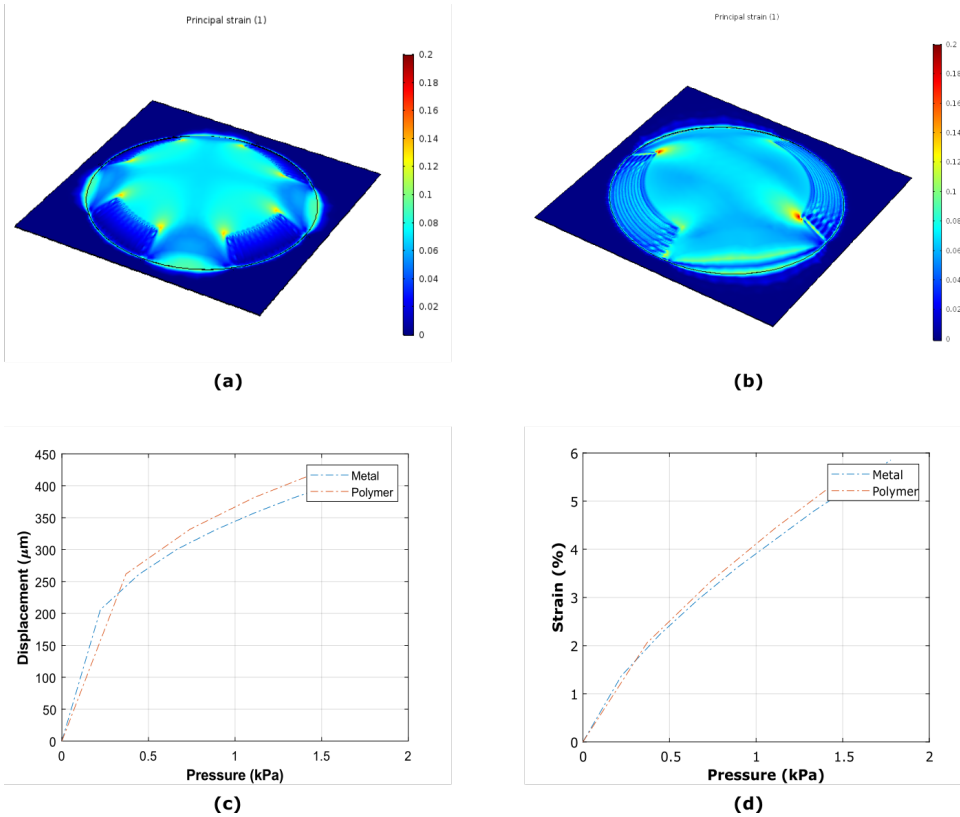 Principal strain (1)
0.2
0.18
0.16
0.14
0.12
0.1
0.08
0.06
0.04
0.02
0
(a)
Principal strain (1)
0.2
0.18
0.16
0.14
0.12
0.1
0.08
0.06
0.04
0.02
0
(b)
450
400
350
300
250
200
150
100
50
0
Displacement (μm)
Metal
Polymer
0 0.5 1 1.5 2
Pressure (kPa)
(c)
6
5
4
3
2
1
0
Strain (%)
Metal
Polymer
0 0.5 1 1.5 2
Pressure (kPa)
(d)